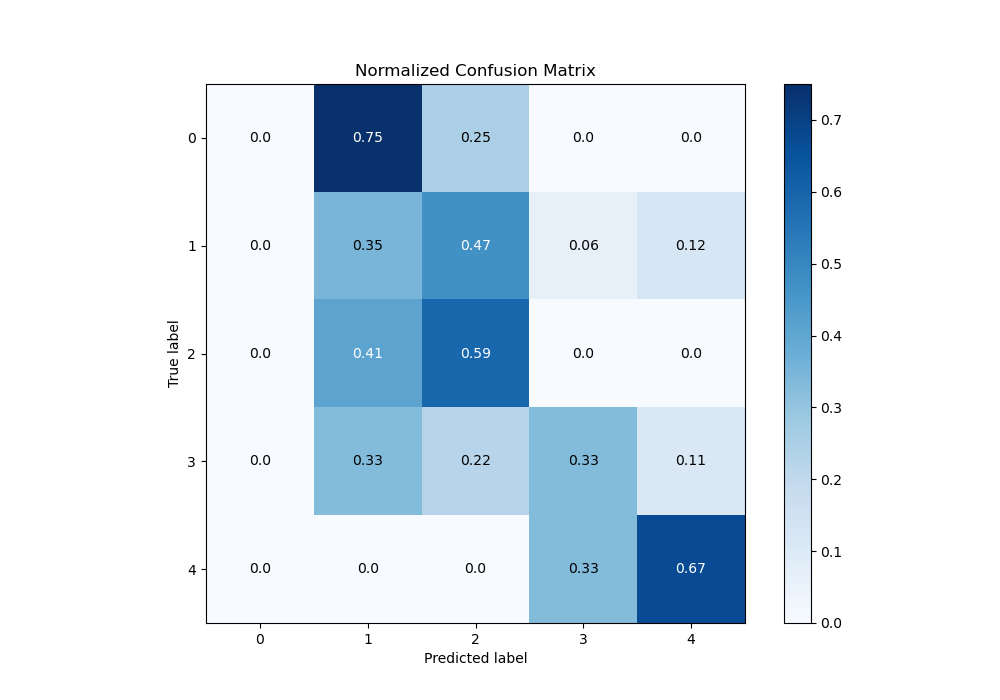 Normalized Confusion Matrix
0 0.0 0.75 0.25 0.0 0.0
1 0.0 0.35 0.47 0.06 0.12
2 0.0 0.41 0.59 0.0 0.0
3 0.0 0.33 0.22 0.33 0.11
4 0.0 0.0 0.0 0.33 0.67
0 1 2 3 4
Predicted label
True label
0.7
0.6
0.5
0.4
0.3
0.2
0.1
0.0